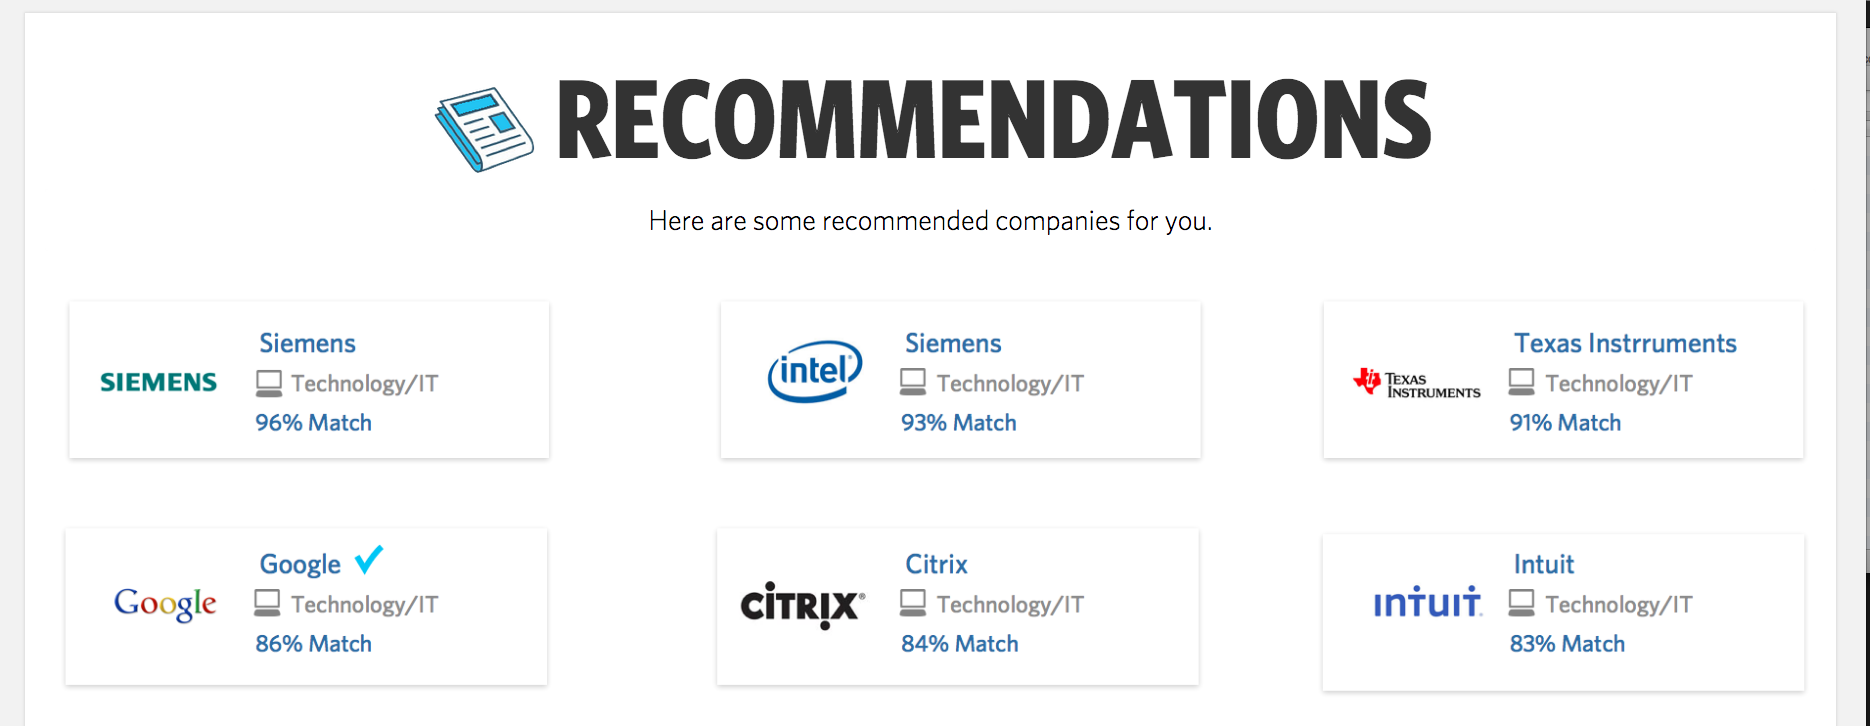 RECOMMENDATIONS
Here are some recommended companies for you.
SIEMENS
Siemens
Technology/IT
96% Match
intel
Siemens
Technology/IT
93% Match
TEXAS
INSTRUMENTS
Texas Instrruments
Technology/IT
91% Match
Google
Google
Technology/IT
86% Match
CİTRIX®
Citrix
Technology/IT
84% Match
intuit
Intuit
Technology/IT
83% Match